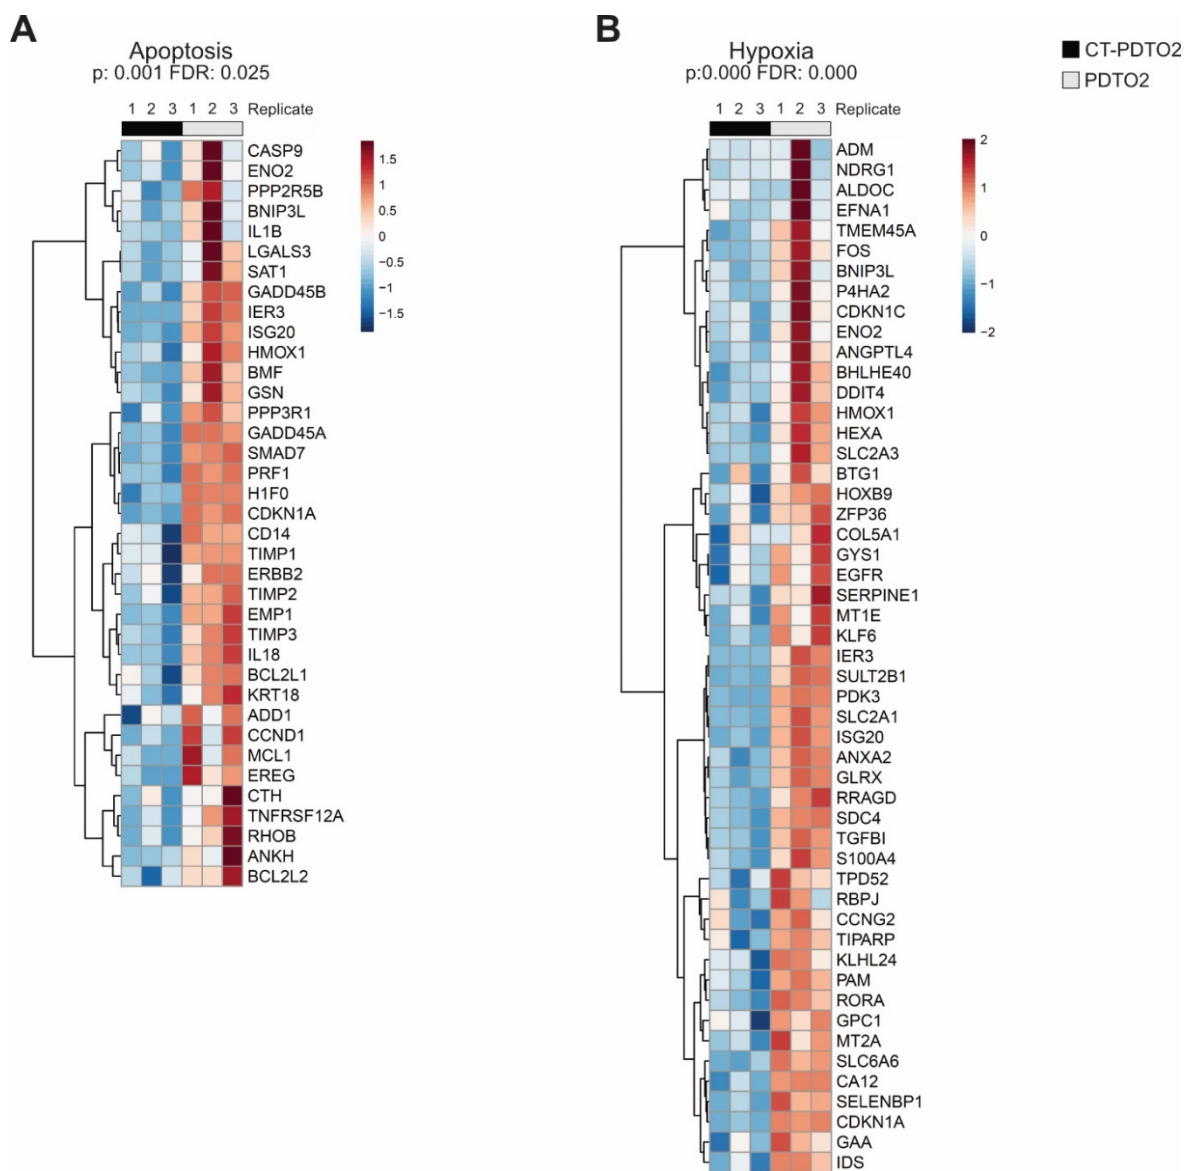 A
Apoptosis
p: 0.001 FDR: 0.025
1 2 3 1 2 3 Replicate
CASP9
ENO2
PPP2R5B
BNIP3L
IL1B
LGALS3
SAT1
GADD45B
IER3
ISG20
HMOX1
BMF
GSN
PPP3R1
GADD45A
SMAD7
PRF1
H1F0
CDKN1A
CD14
TIMP1
ERBB2
TIMP2
EMP1
TIMP3
IL18
BCL2L1
KRT18
ADD1
CCND1
MCL1
EREG
CTH
TNFRSF12A
RHOB
ANKH
BCL2L2
1.5
1
0.5
0
−0.5
−1
−1.5
B
Hypoxia
p:0.000 FDR: 0.000
1 2 3 1 2 3 Replicate
ADM
NDRG1
ALDOC
EFNA1
TMEM45A
FOS
BNIP3L
P4HA2
CDKN1C
ENO2
ANGPTL4
BHLHE40
DDIT4
HMOX1
HEXA
SLC2A3
BTG1
HOXB9
ZFP36
COL5A1
GYS1
EGFR
SERPINE1
MT1E
KLF6
IER3
SULT2B1
PDK3
SLC2A1
ISG20
ANXA2
GLRX
RRAGD
SDC4
TGFBI
S100A4
TPD52
RBPJ
CCNG2
TIPARP
KLHL24
PAM
RORA
GPC1
MT2A
SLC6A6
CA12
SELENBP1
CDKN1A
GAA
IDS
2
1
0
−1
−2
CT-PDTO2
PDTO2